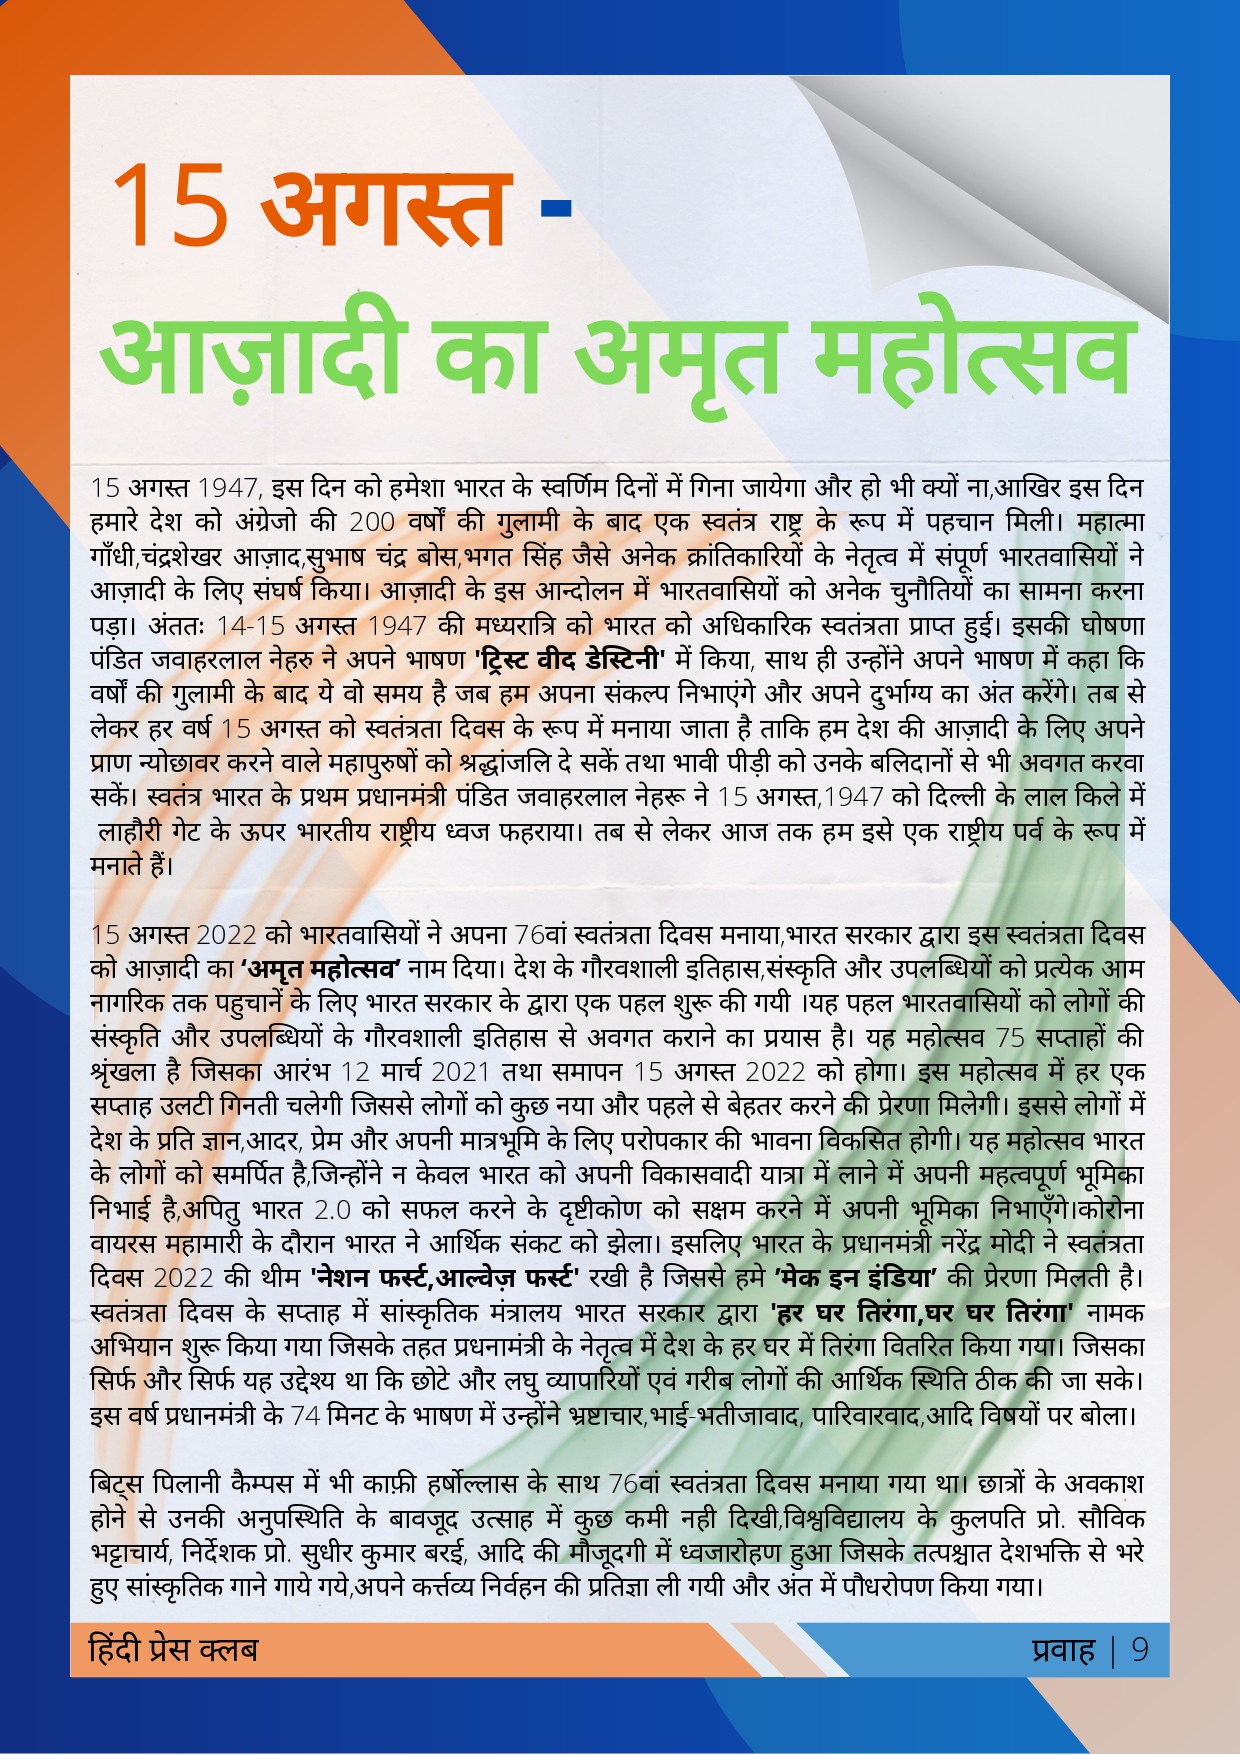 15 अगस्त -
आज़ादी का अमृत महोत्सव
15 अगस्त 1947, इस दिन को हमेशा भारत के स्वर्णिम दिनों में गिना जायेगा और हो भी क्यों ना,आखिर इस दिन
हमारे देश को अंग्रेजो की 200 वर्षों की गुलामी के बाद एक स्वतंत्र राष्ट्र के रूप में पहचान मिली। महात्मा
गाँधी,चंद्रशेखर आज़ाद,सुभाष चंद्र बोस,भगत सिंह जैसे अनेक क्रांतिकारियों के नेतृत्व में संपूर्ण भारतवासियों ने
आज़ादी के लिए संघर्ष किया। आज़ादी के इस आन्दोलन में भारतवासियों को अनेक चुनौतियों का सामना करना
पड़ा। अंततः 14-15 अगस्त 1947 की मध्यरात्रि को भारत को अधिकारिक स्वतंत्रता प्राप्त हुई। इसकी घोषणा
पंडित जवाहरलाल नेहरु ने अपने भाषण 'ट्रिस्ट वीद डेस्टिनी' में किया, साथ ही उन्होंने अपने भाषण में कहा कि
वर्षों की गुलामी के बाद ये वो समय है जब हम अपना संकल्प निभाएंगे और अपने दुर्भाग्य का अंत करेंगे। तब से
लेकर हर वर्ष 15 अगस्त को स्वतंत्रता दिवस के रूप में मनाया जाता है ताकि हम देश की आज़ादी के लिए अपने
प्राण न्योछावर करने वाले महापुरुषों को श्रद्धांजलि दे सकें तथा भावी पीड़ी को उनके बलिदानों से भी अवगत करवा
सकें। स्वतंत्र भारत के प्रथम प्रधानमंत्री पंडित जवाहरलाल नेहरू ने 15 अगस्त,1947 को दिल्ली के लाल किले में
लाहौरी गेट के ऊपर भारतीय राष्ट्रीय ध्वज फहराया। तब से लेकर आज तक हम इसे एक राष्ट्रीय पर्व के रूप में
मनाते हैं।
15 अगस्त 2022 को भारतवासियों ने अपना 76वां स्वतंत्रता दिवस मनाया,भारत सरकार द्वारा इस स्वतंत्रता दिवस
को आज़ादी का ‘अमृत महोत्सव’ नाम दिया। देश के गौरवशाली इतिहास,संस्कृति और उपलब्धियों को प्रत्येक आम
नागरिक तक पहुचानें के लिए भारत सरकार के द्वारा एक पहल शुरू की गयी ।यह पहल भारतवासियों को लोगों की
संस्कृति और उपलब्धियों के गौरवशाली इतिहास से अवगत कराने का प्रयास है। यह महोत्सव 75 सप्ताहों की
श्रृंखला है जिसका आरंभ 12 मार्च 2021 तथा समापन 15 अगस्त 2022 को होगा। इस महोत्सव में हर एक
सप्ताह उलटी गिनती चलेगी जिससे लोगों को कुछ नया और पहले से बेहतर करने की प्रेरणा मिलेगी। इससे लोगों में
देश के प्रति ज्ञान,आदर, प्रेम और अपनी मात्रभूमि के लिए परोपकार की भावना विकसित होगी। यह महोत्सव भारत
के लोगों को समर्पित है,जिन्होंने न केवल भारत को अपनी विकासवादी यात्रा में लाने में अपनी महत्वपूर्ण भूमिका
निभाई है,अपितु भारत 2.0 को सफल करने के दृष्टीकोण को सक्षम करने में अपनी भूमिका निभाएँगे।कोरोना
वायरस महामारी के दौरान भारत ने आर्थिक संकट को झेला। इसलिए भारत के प्रधानमंत्री नरेंद्र मोदी ने स्वतंत्रता
दिवस 2022 की थीम 'नेशन फर्स्ट,आल्वेज़ फर्स्ट' रखी है जिससे हमे ’मेक इन इंडिया’ की प्रेरणा मिलती है।
स्वतंत्रता दिवस के सप्ताह में सांस्कृतिक मंत्रालय भारत सरकार द्वारा 'हर घर तिरंगा,घर घर तिरंगा' नामक
अभियान शुरू किया गया जिसके तहत प्रधनामंत्री के नेतृत्व में देश के हर घर में तिरंगा वितरित किया गया। जिसका
सिर्फ और सिर्फ यह उद्देश्य था कि छोटे और लघु व्यापारियों एवं गरीब लोगों की आर्थिक स्थिति ठीक की जा सके।
इस वर्ष प्रधानमंत्री के 74 मिनट के भाषण में उन्होंने भ्रष्टाचार,भाई-भतीजावाद, पारिवारवाद,आदि विषयों पर बोला।
बिट्स पिलानी कैम्पस में भी काफ़ी हर्षोल्लास के साथ 76वां स्वतंत्रता दिवस मनाया गया था। छात्रों के अवकाश
होने से उनकी अनुपस्थिति के बावजूद उत्साह में कुछ कमी नही दिखी,विश्वविद्यालय के कुलपति प्रो. सौविक
भट्टाचार्य, निर्देशक प्रो. सुधीर कुमार बरई, आदि की मौजूदगी में ध्वजारोहण हुआ जिसके तत्पश्चात देशभक्ति से भरे
हुए सांस्कृतिक गाने गाये गये,अपने कर्त्तव्य निर्वहन की प्रतिज्ञा ली गयी और अंत में पौधरोपण किया गया।
हिंदी प्रेस क्लब
प्रवाह | 9